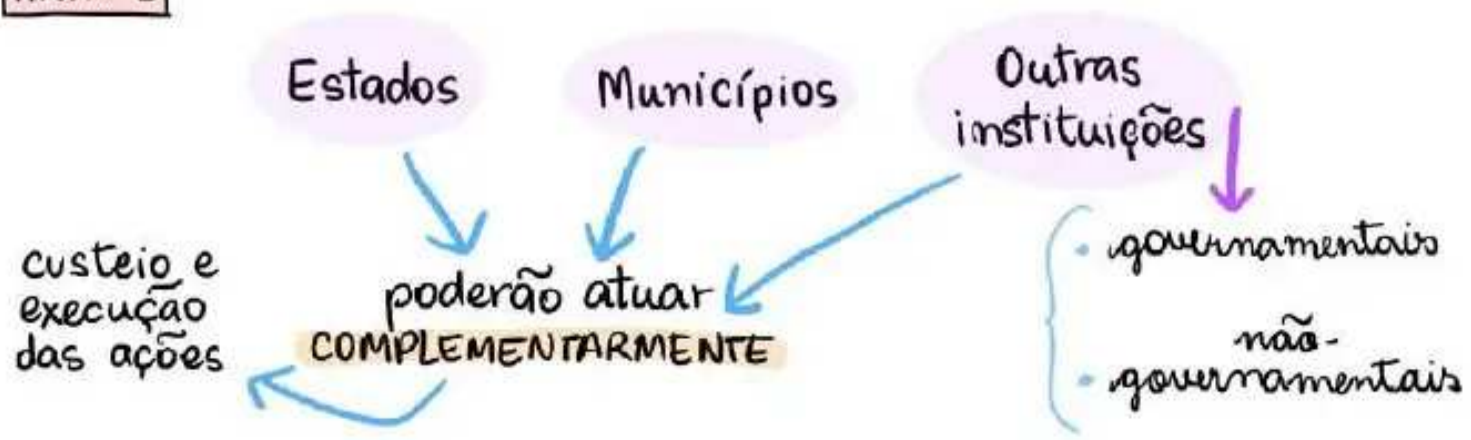 Estados
Municípios
Outras
instituições
• governamentais
não-
• governamentais
poderão atuar
COMPLEMENTARMENTE
custeio e
execução
das ações